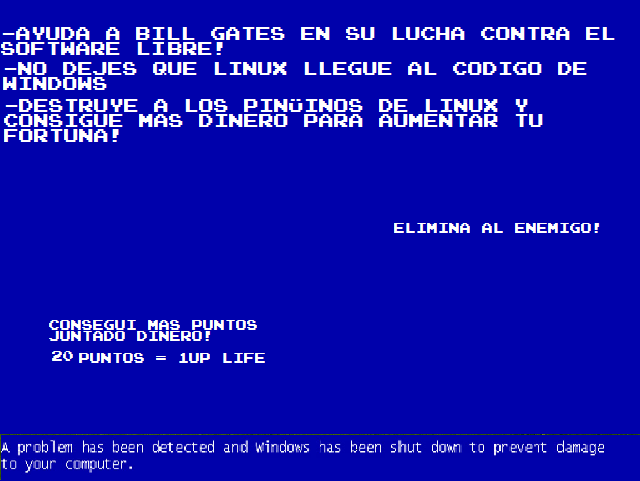 -AYUDA A BILL GATES EN SU LUCHA CONTRA EL
SOFTWARE LIBRE!
-NO DEJES QUE LINUX LLEGUE AL CODIGO DE
WINDOWS
-DESTRUYE A LOS PINGÜINOS DE LINUX Y
CONSIGUE MAS DINERO PARA AUMENTAR TU
FORTUNA!
ELIMINA AL ENEMIGO!
CONSEGUI MAS PUNTOS
JUNTADO DINERO!
20 PUNTOS = 1UP LIFE
A problem has been detected and Windows has been shut down to prevent damage
to your computer.